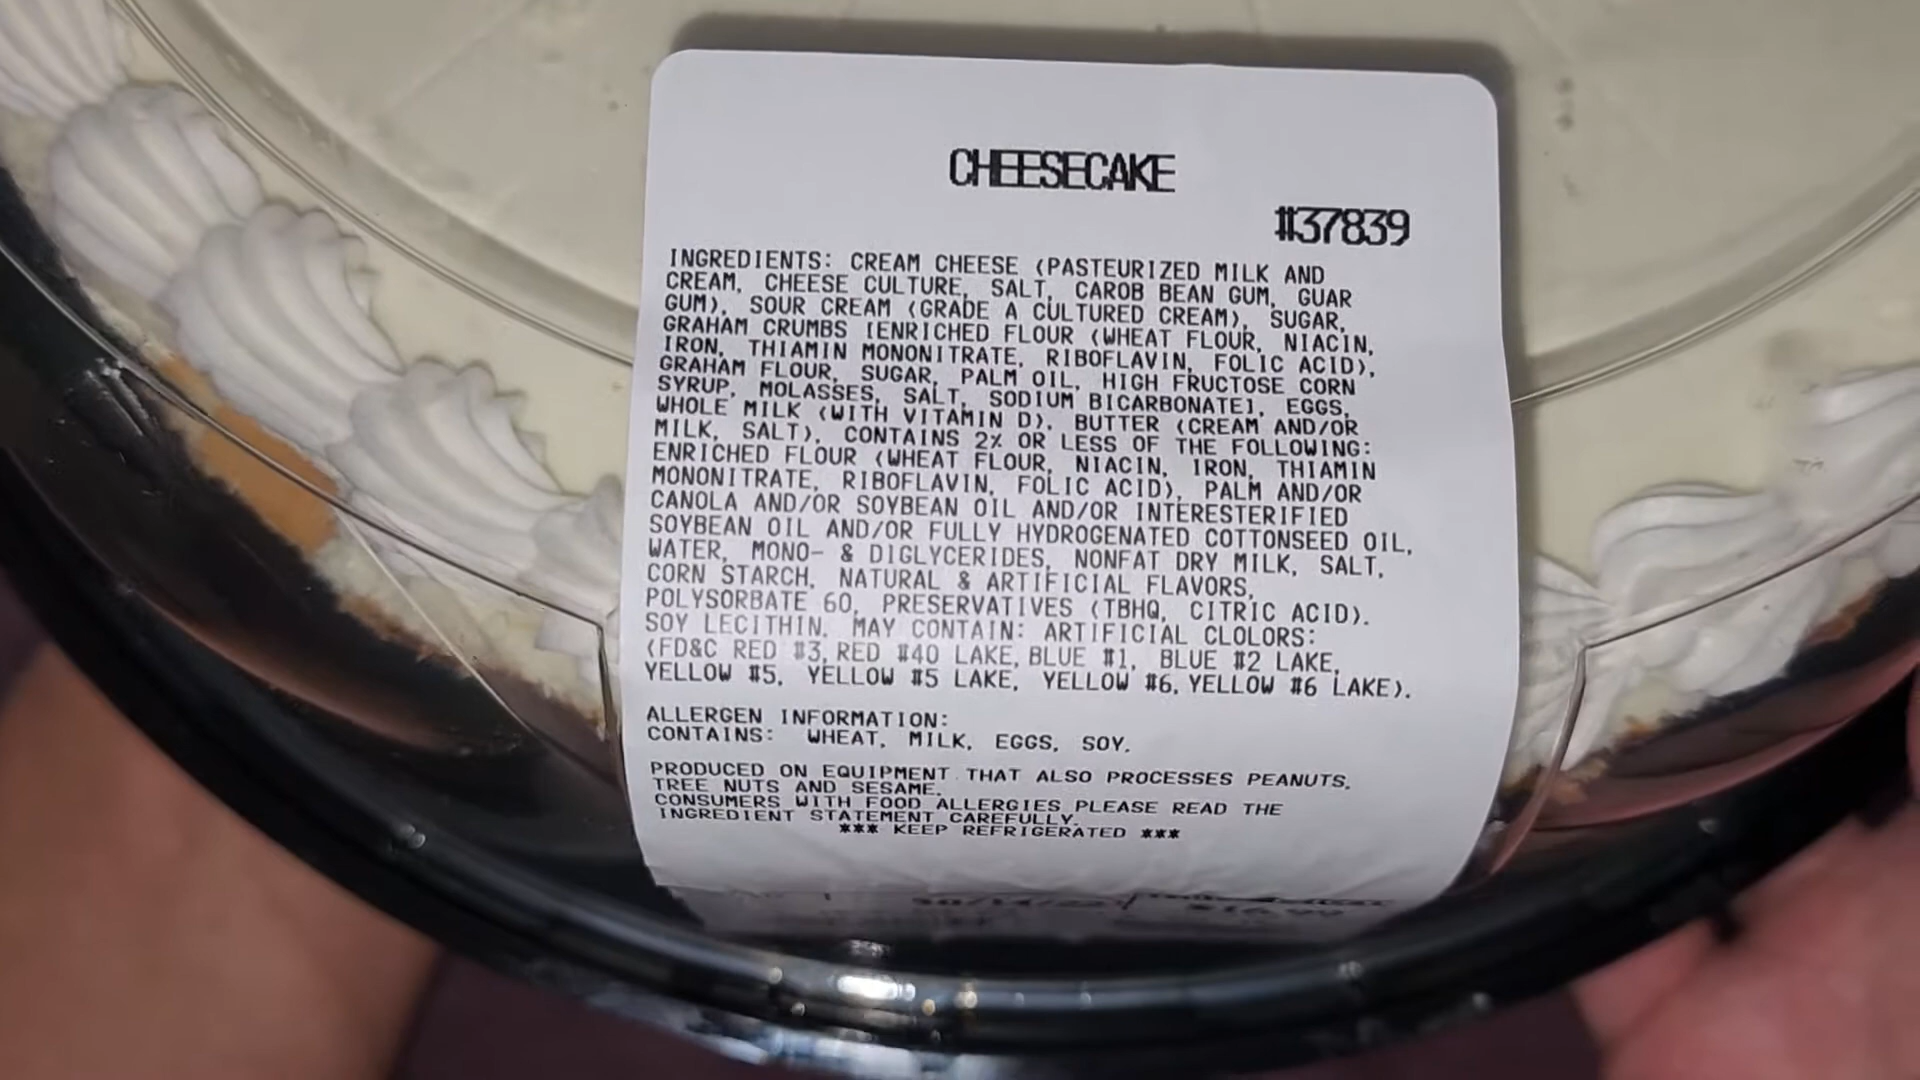 CHEESECAKE
#37839
INGREDIENTS: CREAM CHEESE (PASTEURIZED MILK AND
CREAM, CHEESE CULTURE, SALT, CAROB BEAN GUM, GUAR
GUM), SOUR CREAM (GRADE A CULTURED CREAM), SUGAR,
GRAHAM CRUMBS [ENRICHED FLOUR (WHEAT FLOUR, NIACIN,
IRON, THIAMIN MONONITRATE, RIBOFLAVIN, FOLIC ACID),
GRAHAM FLOUR, SUGAR, PALM OIL, HIGH FRUCTOSE CORN
SYRUP, MOLASSES, SALT, SODIUM BICARBONATE], EGGS,
WHOLE MILK (WITH VITAMIN D), BUTTER (CREAM AND/OR
MILK, SALT), CONTAINS 2% OR LESS OF THE FOLLOWING:
ENRICHED FLOUR (WHEAT FLOUR, NIACIN, IRON, THIAMIN
MONONITRATE, RIBOFLAVIN, FOLIC ACID), PALM AND/OR
CANOLA AND/OR SOYBEAN OIL AND/OR INTERESTERIFIED
SOYBEAN OIL AND/OR FULLY HYDROGENATED COTTONSEED OIL,
WATER, MONO- & DIGLYCERIDES, NONFAT DRY MILK, SALT,
CORN STARCH, NATURAL & ARTIFICIAL FLAVORS,
POLYSORBATE 60, PRESERVATIVES (TBHQ, CITRIC ACID).
SOY LECITHIN. MAY CONTAIN: ARTIFICIAL CLOLORS:
(FD&C RED #3, RED #40 LAKE, BLUE #1, BLUE #2 LAKE,
YELLOW #5, YELLOW #5 LAKE, YELLOW #6, YELLOW #6 LAKE).
ALLERGEN INFORMATION:
CONTAINS: WHEAT, MILK, EGGS, SOY.
PRODUCED ON EQUIPMENT THAT ALSO PROCESSES PEANUTS,
TREE NUTS AND SESAME.
CONSUMERS WITH FOOD ALLERGIES PLEASE READ THE
INGREDIENT STATEMENT CAREFULLY.
*** KEEP REFRIGERATED ***